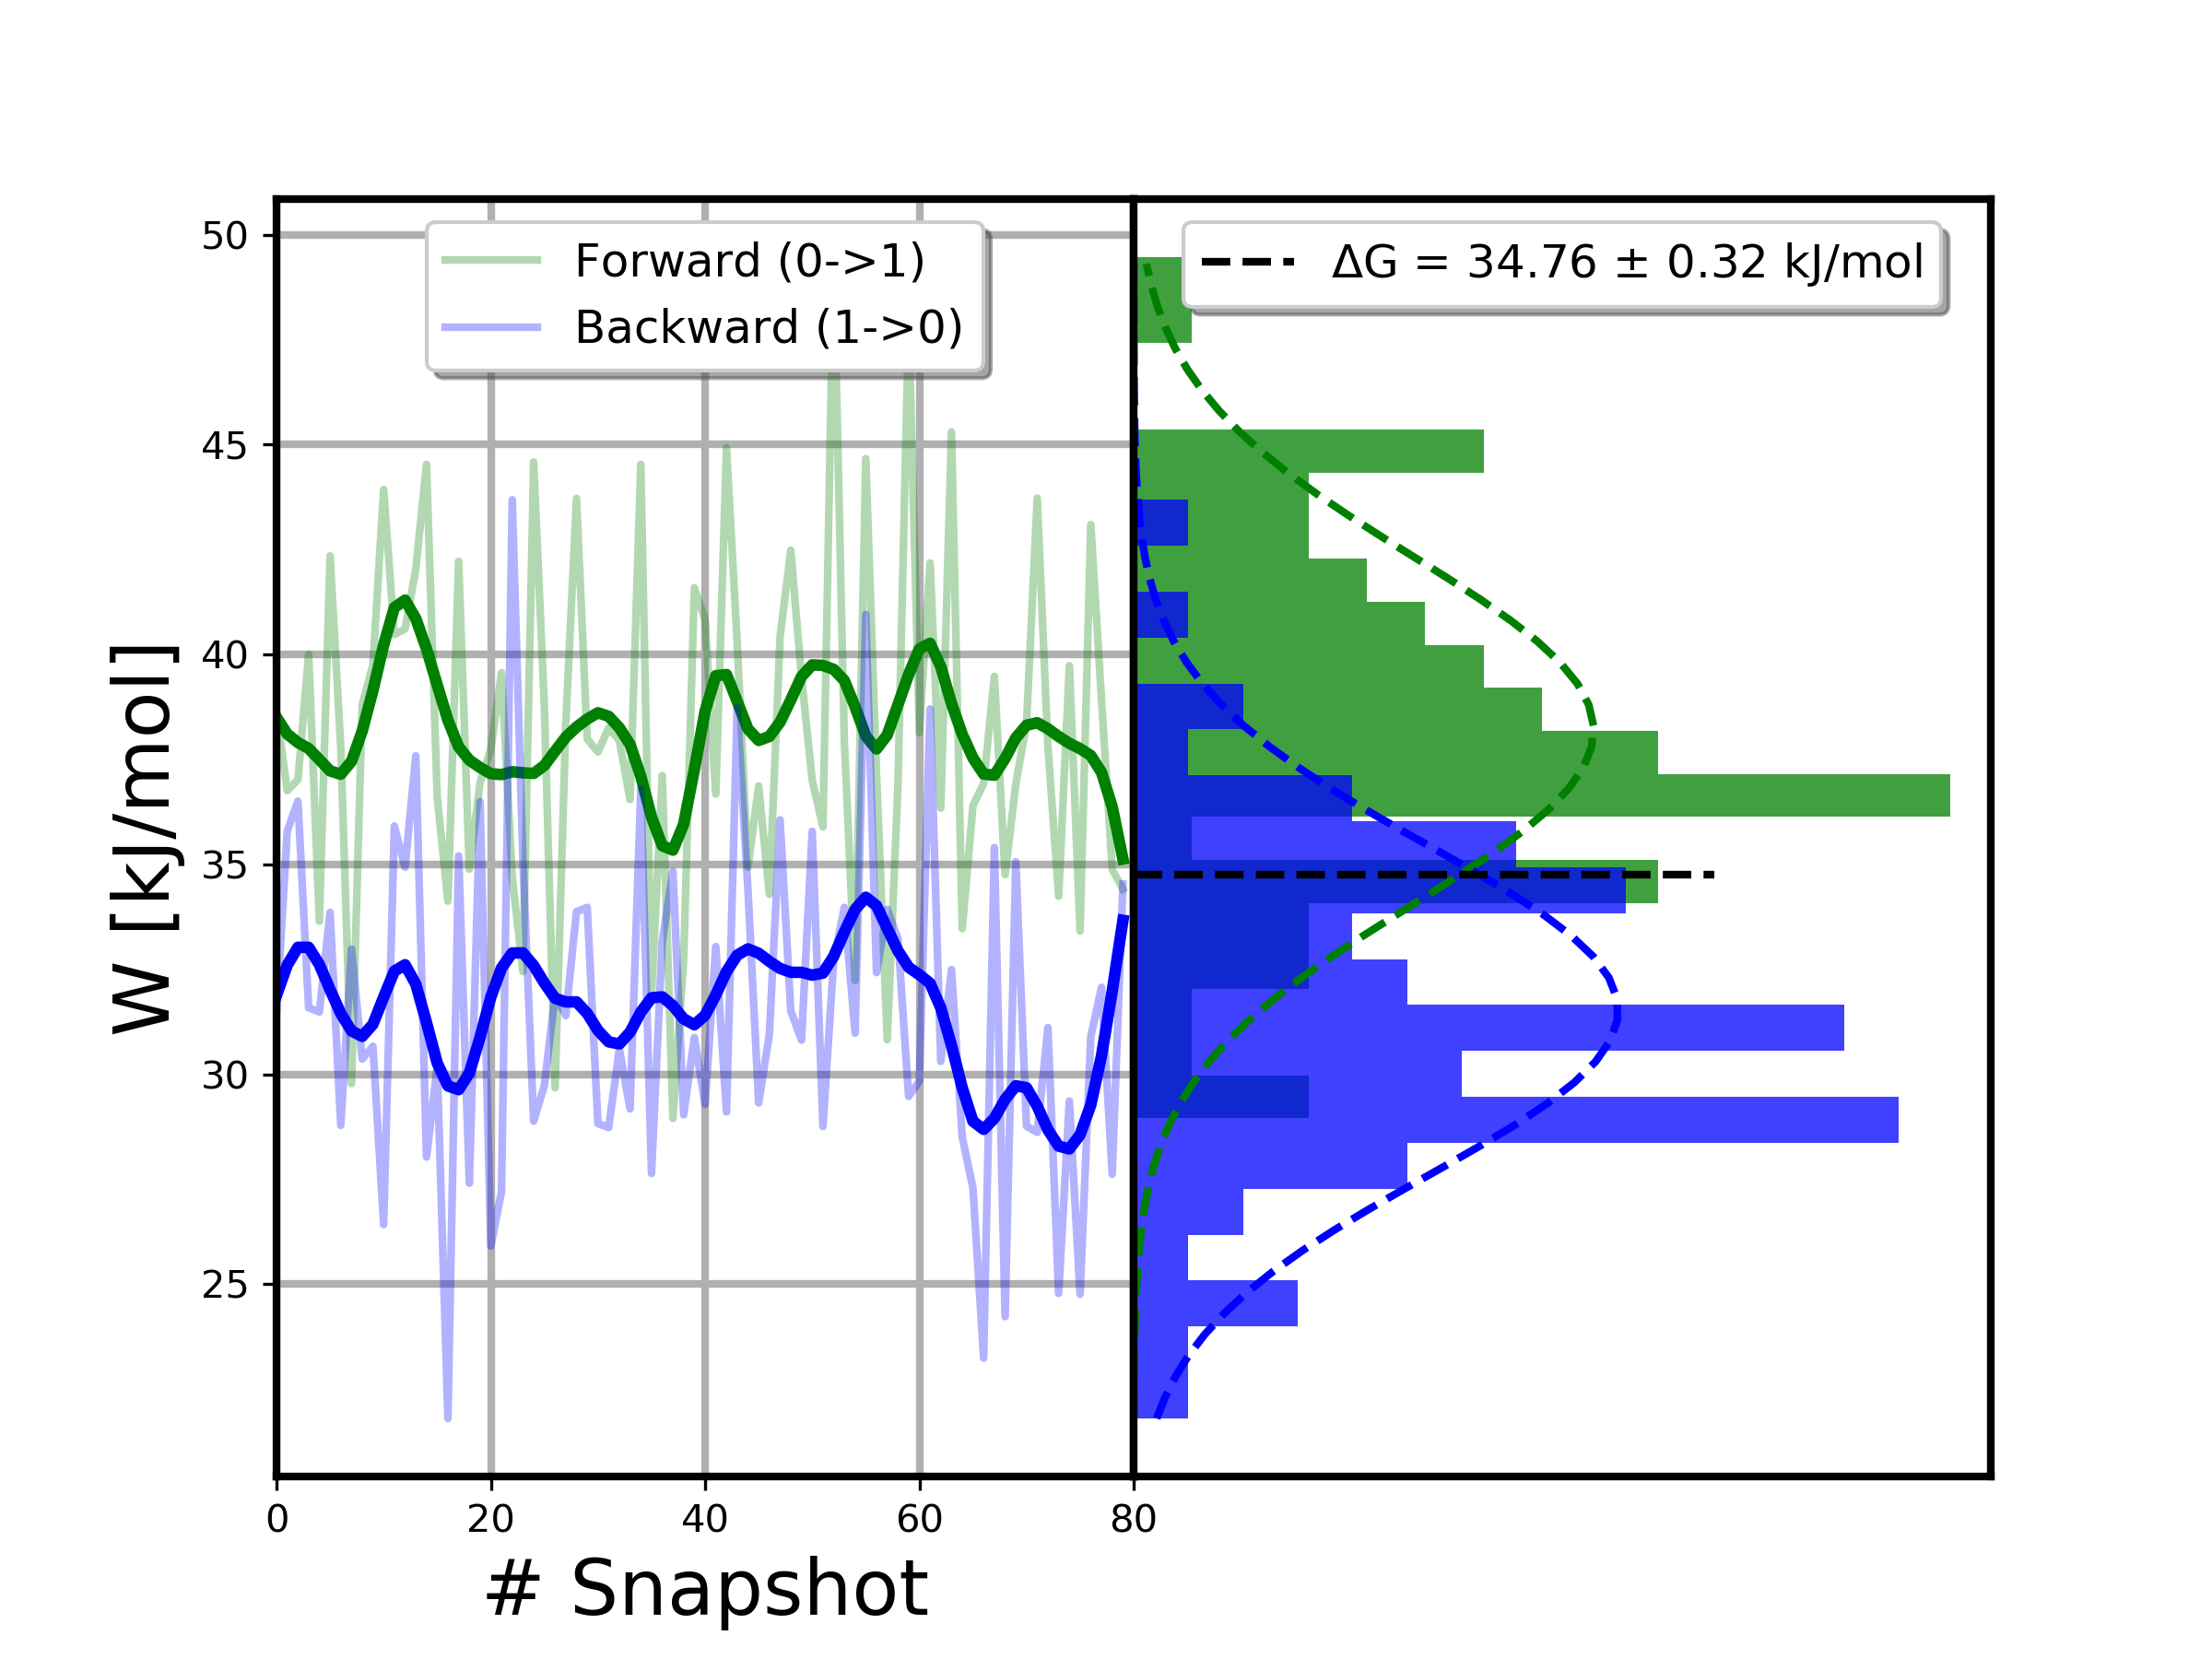 Forward (0->1)
Backward (1->0)
ΔG = 34.76 ± 0.32 kJ/mol
W [kJ/mol]
50
45
40
35
30
25
0 20 40 60 80
# Snapshot